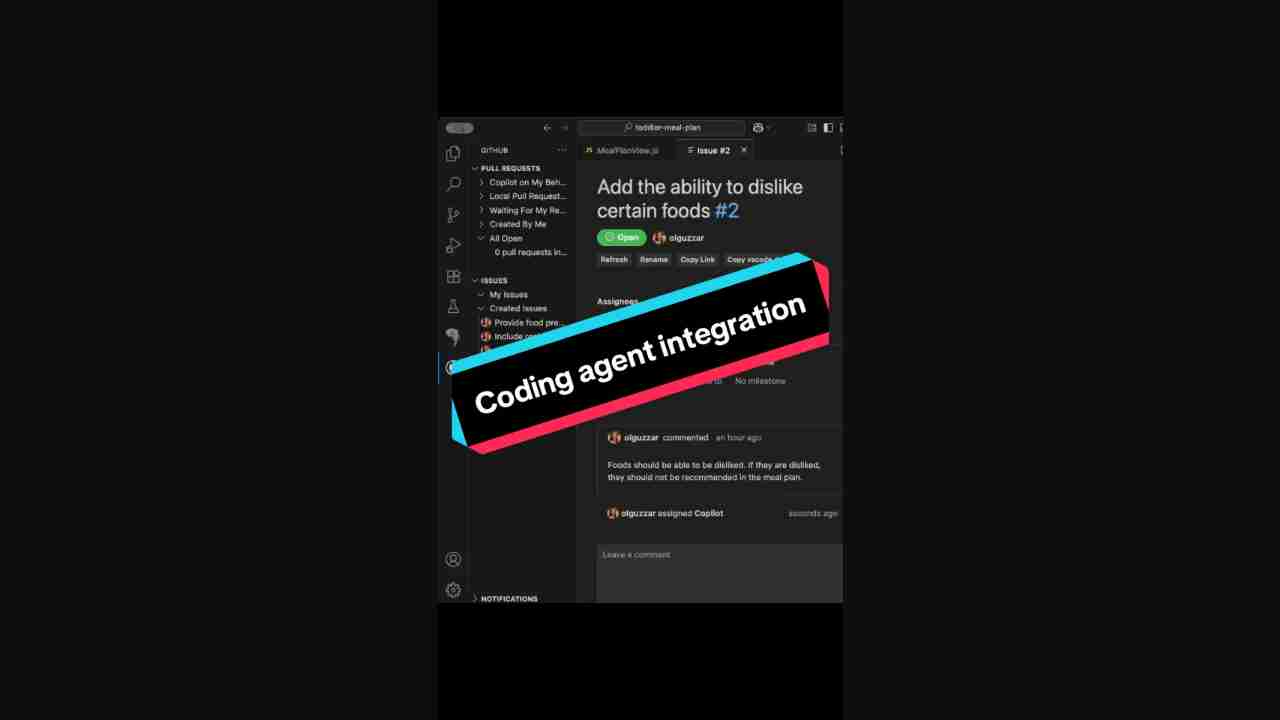 toddler-meal-plan
GITHUB
JS MealPlanView.js
Issue #2
PULL REQUESTS
Copilot on My Beh...
Local Pull Request...
Waiting For My Re...
Created By Me
All Open
0 pull requests in...
ISSUES
My Issues
Created Issues
Provide food pre...
Include
NOTIFICATIONS
Add the ability to dislike
certain foods #2
Open olguzzar
Refresh Rename Copy Link Copy vscode
Assignees
Coding agent integration
No milestone
olguzzar commented · an hour ago
Foods should be able to be disliked. If they are disliked,
they should not be recommended in the meal plan.
olguzzar assigned Copilot seconds ago
Leave a comment